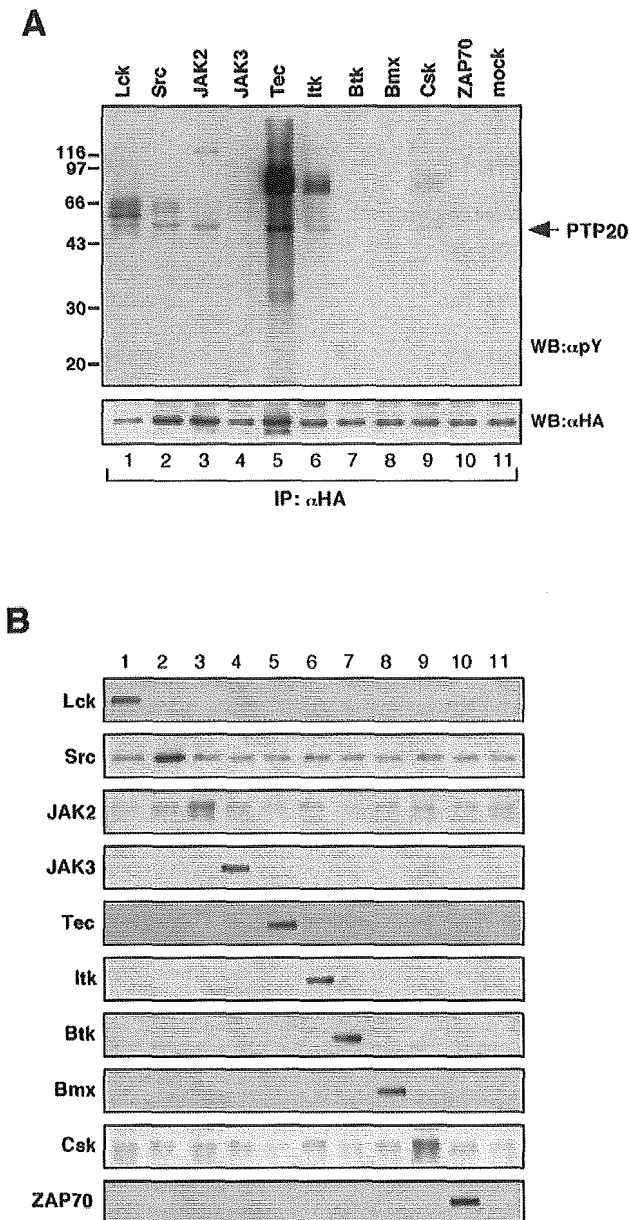 A
Lck Src JAK2 JAK3 Tec Itk Btk Bmx Csk ZAP70 mock
116
97
66
43
30
20
PTP20
WB:αpY
WB:αHA
1 2 3 4 5 6 7 8 9 10 11
IP: αHA
B
1 2 3 4 5 6 7 8 9 10 11
Lck
Src
JAK2
JAK3
Tec
Itk
Btk
Bmx
Csk
ZAP70